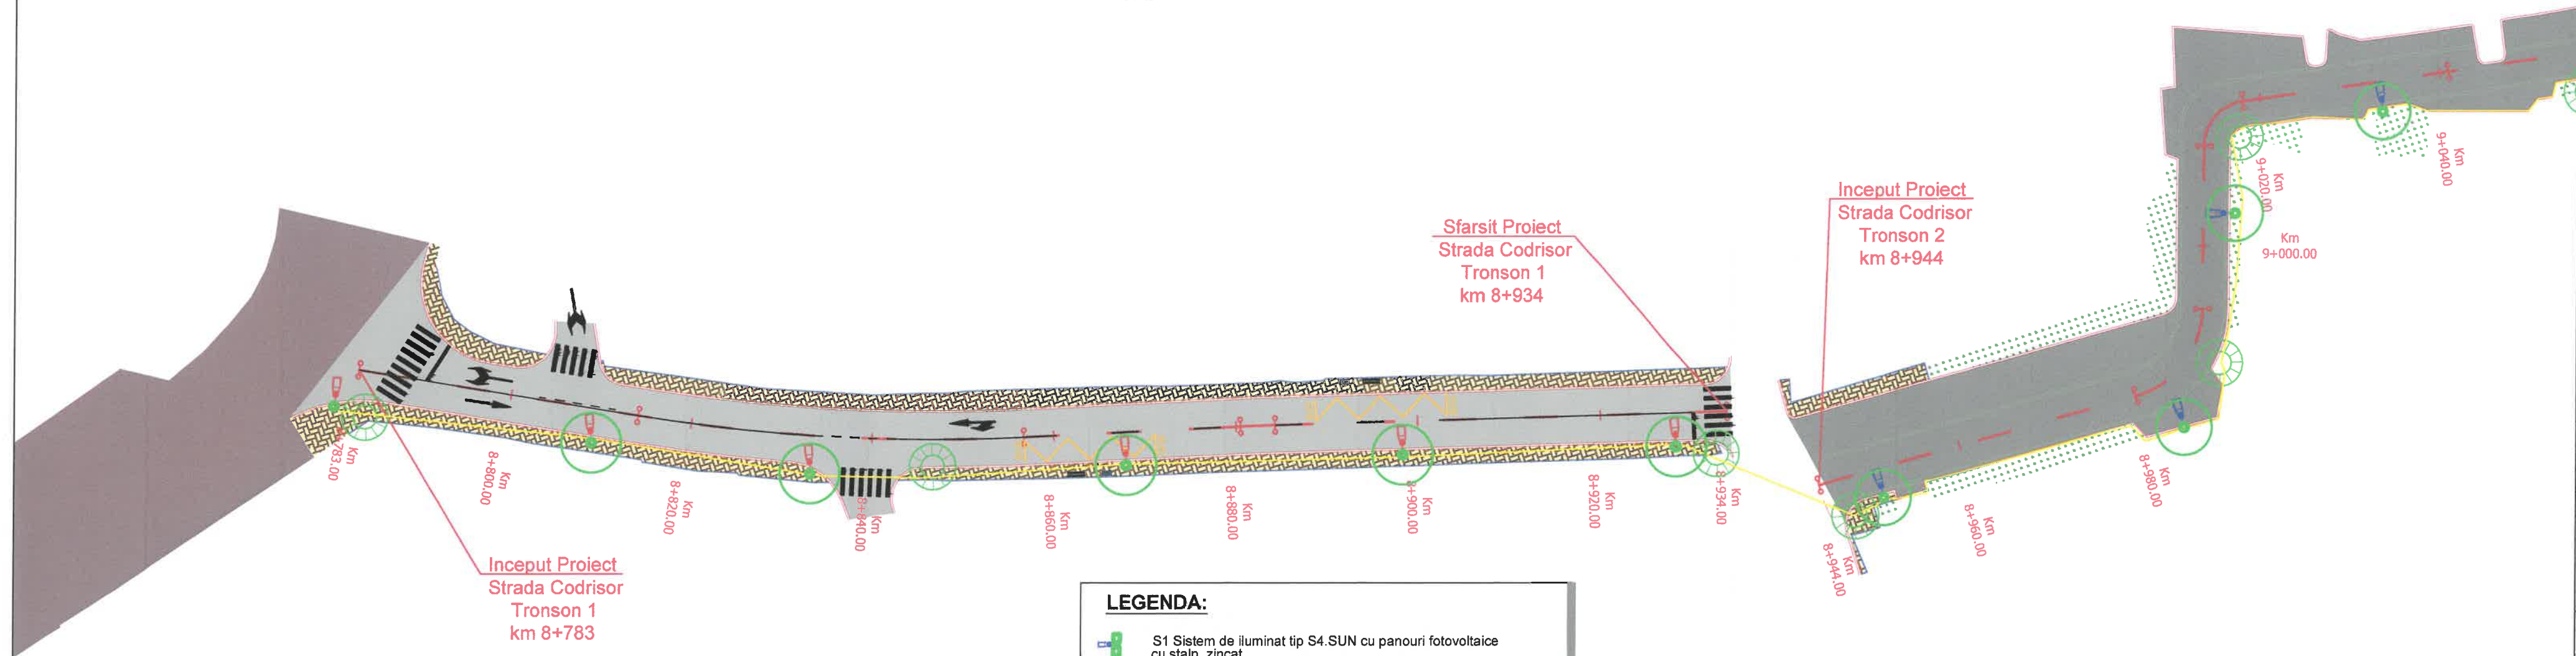 Inceput Proiect
Strada Codrisor
Tronson 2
km 8+944
Sfarsit Proiect
Strada Codrisor
Tronson 1
km 8+934
Inceput Proiect
Strada Codrisor
Tronson 1
km 8+783
Km
783.00
Km
8+800.00
Km
8+820.00
Km
8+840.00
Km
8+860.00
Km
8+880.00
Km
8+900.00
Km
8+920.00
Km
8+934.00
Km
8+944.00
Km
8+960.00
Km
8+980.00
Km
9+000.00
Km
9+020.00
Km
9+040.00
LEGENDA:
S1 Sistem de iluminat tip S4.SUN cu panouri fotovoltaice
cu stalp zincat